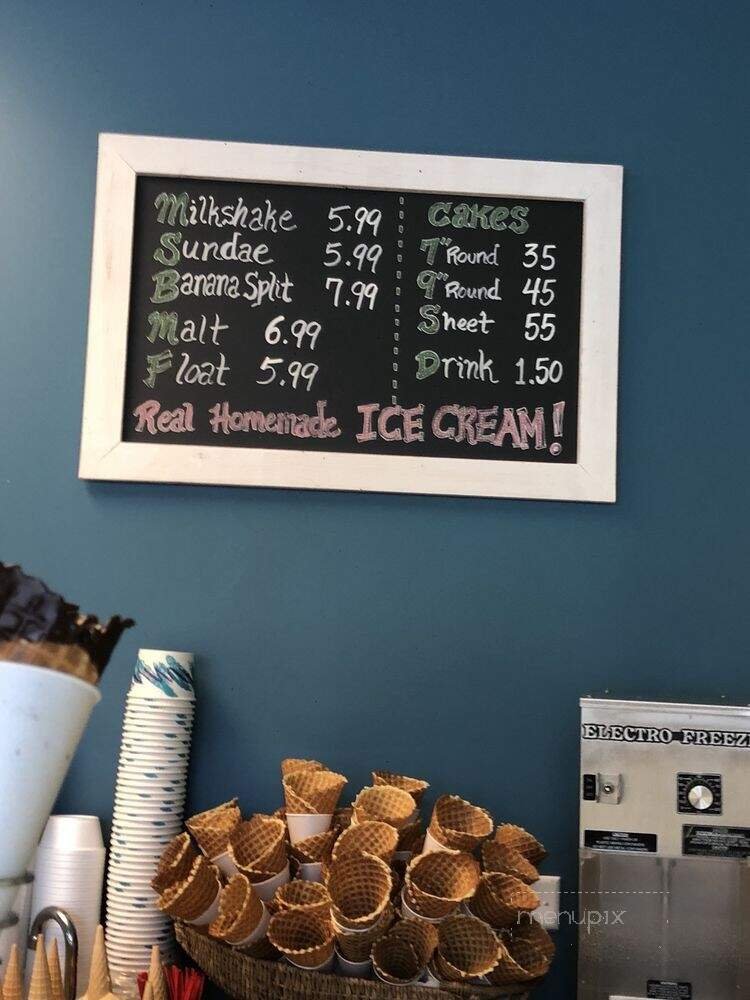 Milkshake 5.99
Sundae 5.99
Banana Split 7.99
Malt 6.99
Float 5.99
Cakes
7" Round 35
9" Round 45
Sheet 55
Drink 1.50
Real Homemade ICE CREAM!
ELECTRO FREEZE
menupix